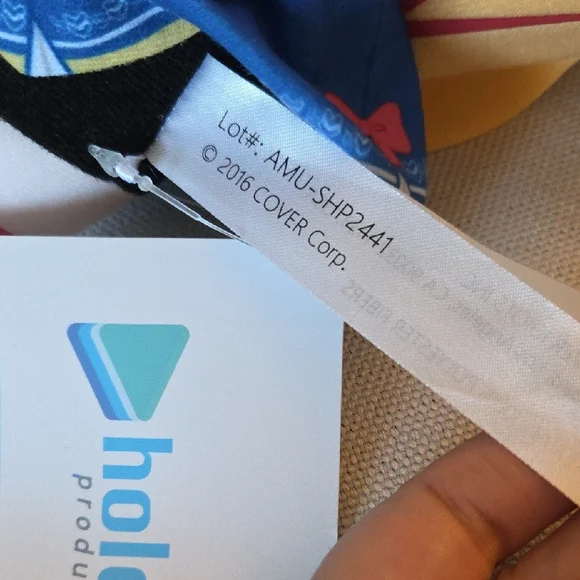 Lot#: AMU-SHP2441
© 2016 COVER Corp.
holo
produ